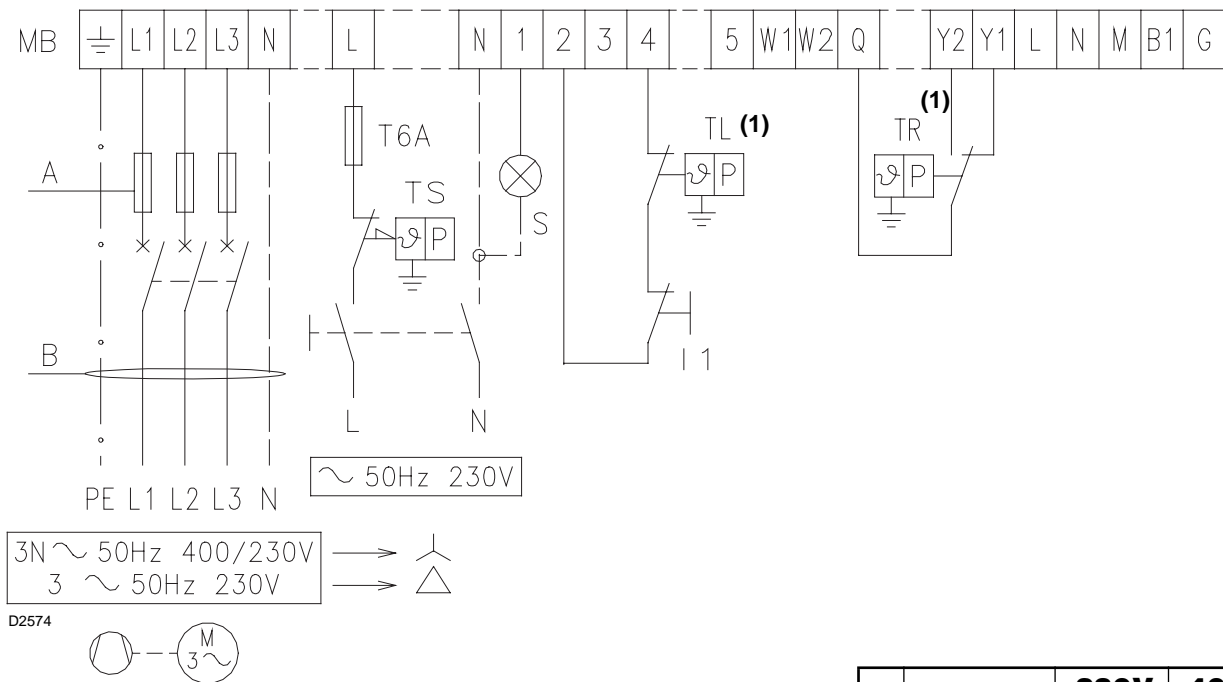 MB ⏚ L1 L2 L3 N L N 1 2 3 4 5 W1 W2 Q Y2 Y1 L N M B1 G
(1)
T6A TL (1) TR
A ϑ P ϑ P
TS
ϑ P S
B I1
L N
~ 50Hz 230V
PE L1 L2 L3 N
3N ~ 50Hz 400/230V
3 ~ 50Hz 230V
D2574
M
3~